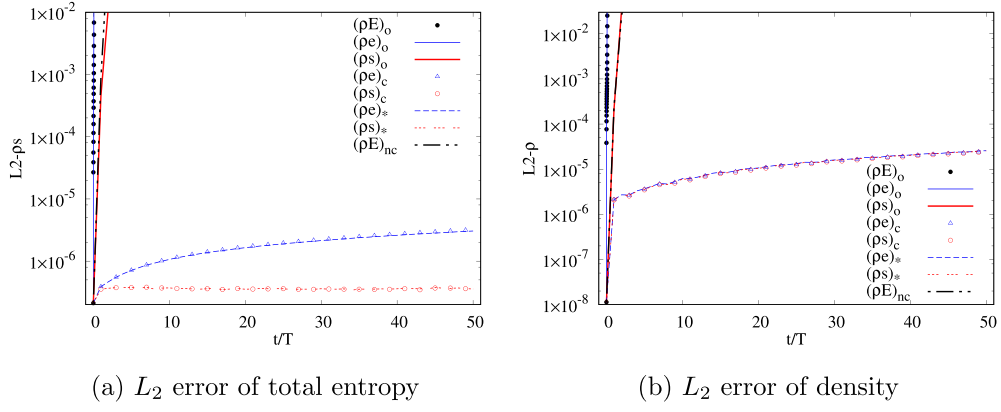 1×10⁻²
1×10⁻³
1×10⁻⁴
1×10⁻⁵
1×10⁻⁶
L2-ρs
(ρE)ₒ
(ρe)ₒ
(ρs)ₒ
(ρe)c
(ρs)c
(ρe)*
(ρs)*
(ρE)nc
0 10 20 30 40 50
t/T
(a) L₂ error of total entropy
1×10⁻²
1×10⁻³
1×10⁻⁴
1×10⁻⁵
1×10⁻⁶
1×10⁻⁷
1×10⁻⁸
L2-ρ
(ρE)ₒ
(ρe)ₒ
(ρs)ₒ
(ρe)c
(ρs)c
(ρe)*
(ρs)*
(ρE)nc
0 10 20 30 40 50
t/T
(b) L₂ error of density